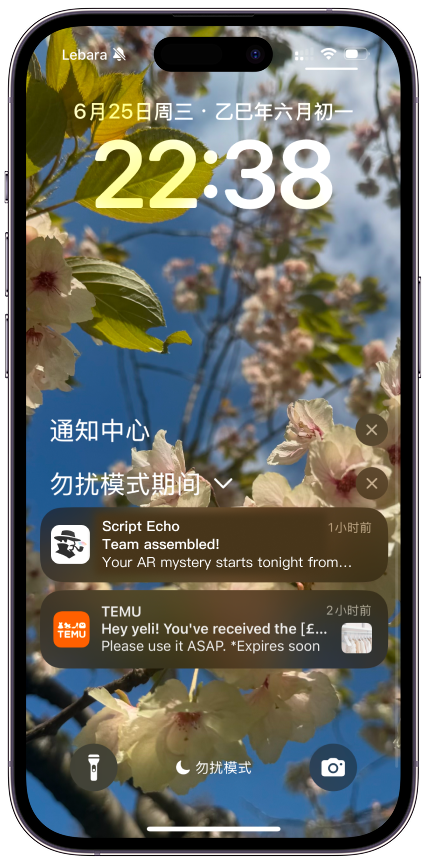 Lebara
6月25日周三 · 乙巳年六月初一
22:38
通知中心
勿扰模式期间
Script Echo
1小时前
Team assembled!
Your AR mystery starts tonight from…
TEMU
TEMU
2小时前
Hey yeli! You've received the [£…
Please use it ASAP. *Expires soon
勿扰模式